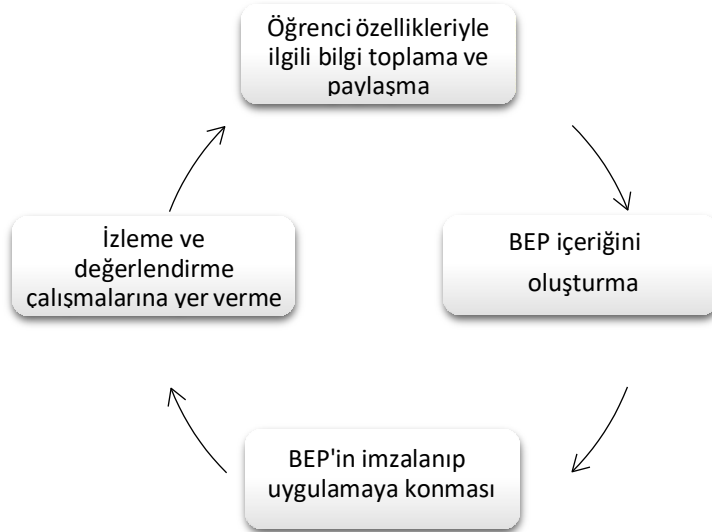 Öğrenci özellikleriyle
ilgili bilgi toplama ve
paylaşma
BEP içeriğini
oluşturma
BEP'in imzalanıp
uygulamaya konması
İzleme ve
değerlendirme
çalışmalarına yer verme